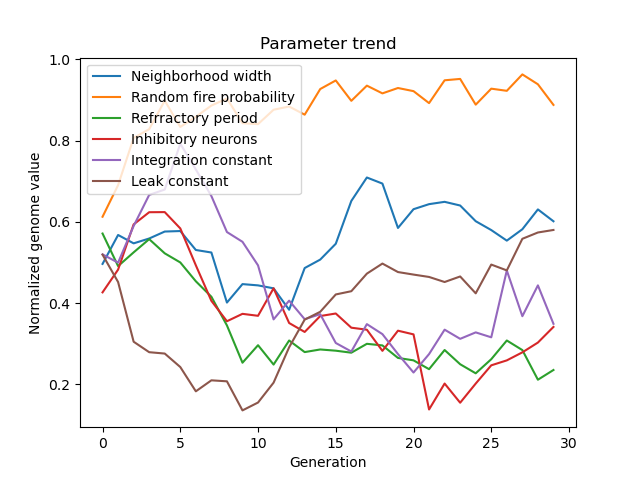 Parameter trend
Neighborhood width
Random fire probability
Refrractory period
Inhibitory neurons
Integration constant
Leak constant
Normalized genome value
1.0
0.8
0.6
0.4
0.2
0 5 10 15 20 25 30
Generation